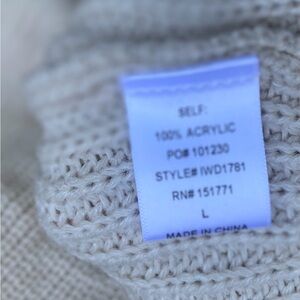 SELF:
100% ACRYLIC
PO# 101230
STYLE# IWD1781
RN# 151771
L
MADE IN CHINA